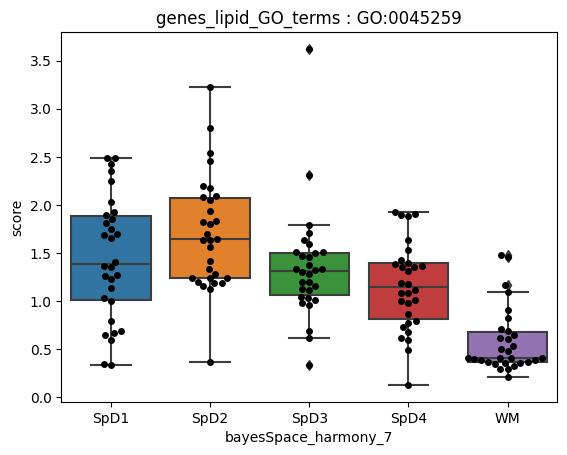 genes_lipid_GO_terms : GO:0045259
3.5
3.0
2.5
2.0
1.5
1.0
0.5
0.0
score
SpD1 SpD2 SpD3 SpD4 WM
bayesSpace_harmony_7